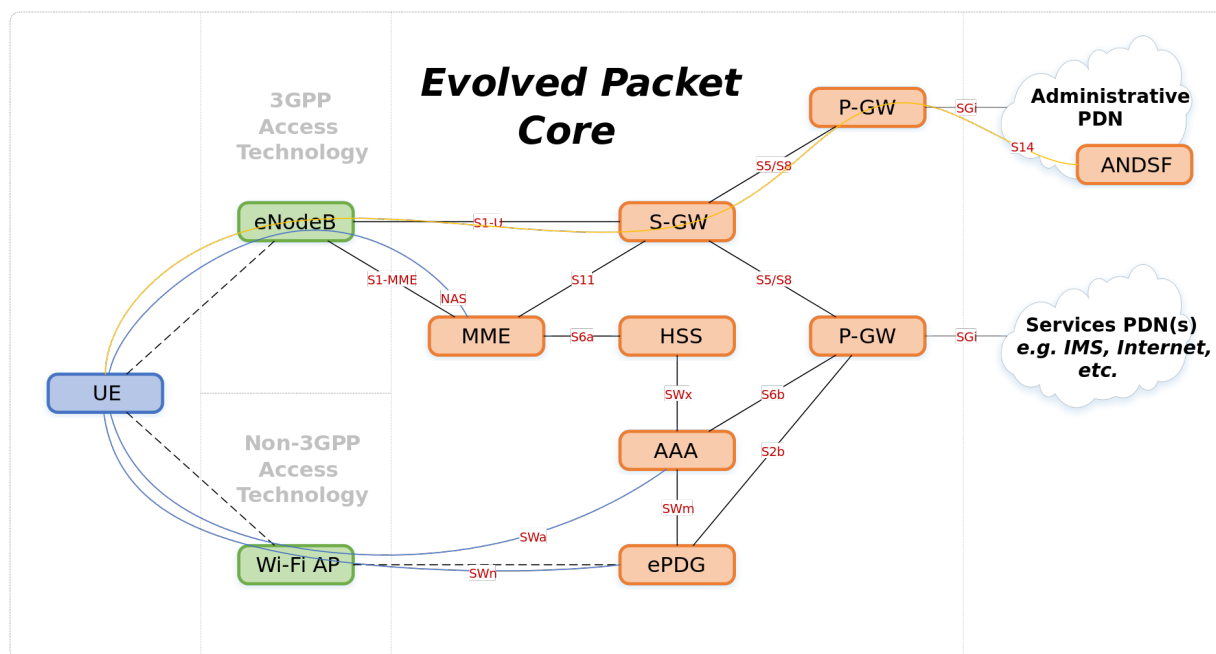 Evolved Packet
Core
3GPP
Access
Technology
P-GW
SGi
Administrative
PDN
S14
ANDSF
S5/S8
eNodeB
S1-U
S-GW
S1-MME
NAS
S11
S5/S8
MME
S6a
HSS
P-GW
SGi
Services PDN(s)
e.g. IMS, Internet,
etc.
UE
SWx
S6b
Non-3GPP
Access
Technology
AAA
S2b
SWm
SWa
Wi-Fi AP
SWn
ePDG